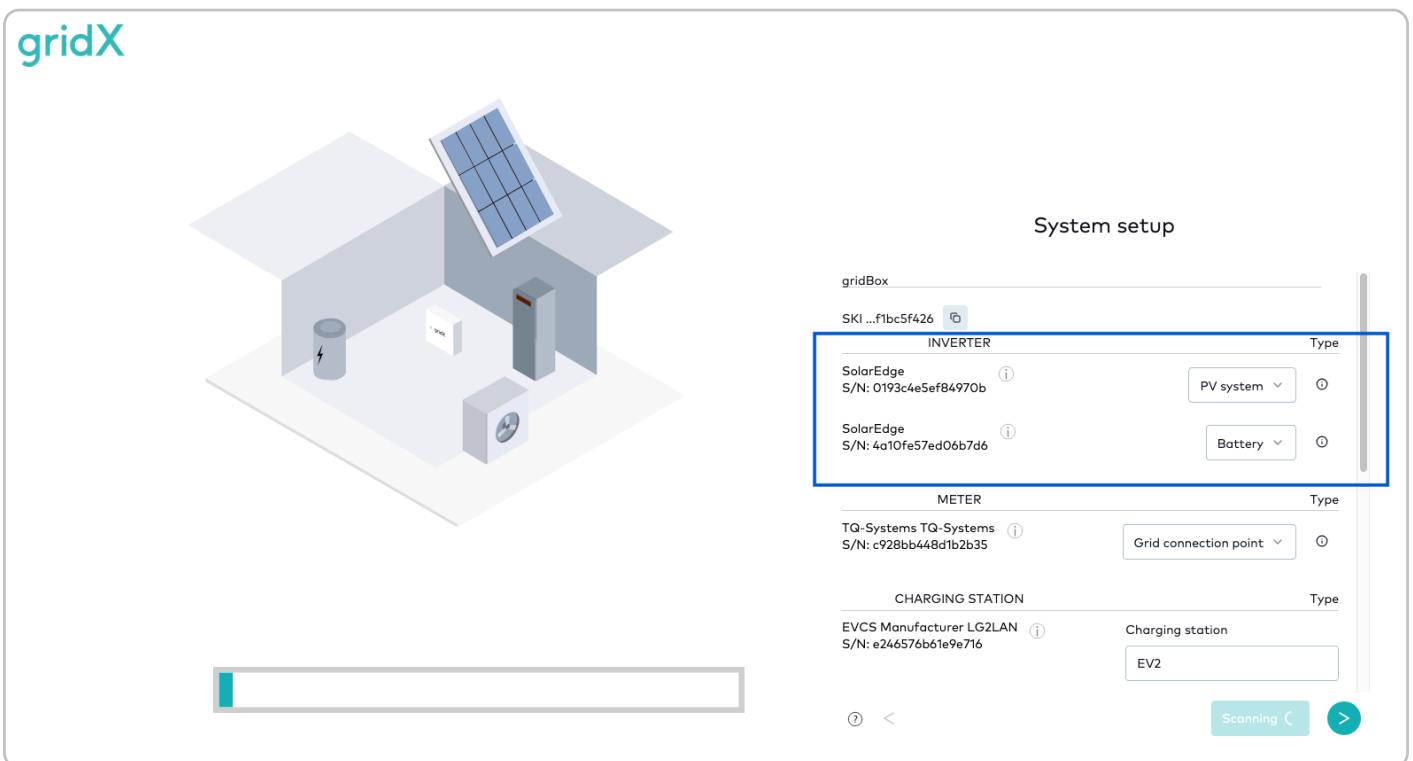 gridX
System setup
gridBox
SKI ...f1bc5f426
INVERTER Type
SolarEdge
S/N: 0193c4e5ef84970b
PV system
SolarEdge
S/N: 4a10fe57ed06b7d6
Battery
METER Type
TQ-Systems TQ-Systems
S/N: c928bb448d1b2b35
Grid connection point
CHARGING STATION Type
EVCS Manufacturer LG2LAN
S/N: e246576b61e9e716
Charging station
EV2
Scanning
gridX